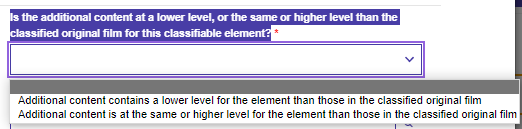 Is the additional content at a lower level, or the same or higher level than the
classified original film for this classifiable element? *
Additional content contains a lower level for the element than those in the classified original film
Additional content is at the same or higher level for the element than those in the classified original film